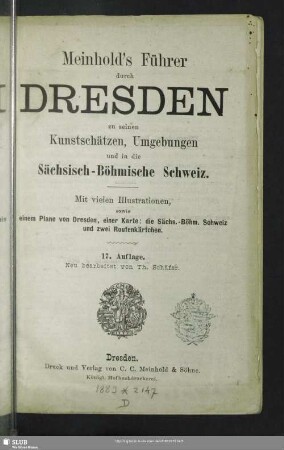 Meinhold's Führer
durch
DRESDEN
zu seinen
Kunstschätzen, Umgebungen
und in die
Sächsisch-Böhmische Schweiz.
Mit vielen Illustrationen,
sowie
einem Plane von Dresden, einer Karte: die Sächs.-Böhm. Schweiz
und zwei Routenkärtchen.
17. Auflage.
Neu bearbeitet von Th. Schäfer.
Dresden.
Druck und Verlag von C. C. Meinhold & Söhne.
Königl. Hofbuchdruckerei.
D
SLUB